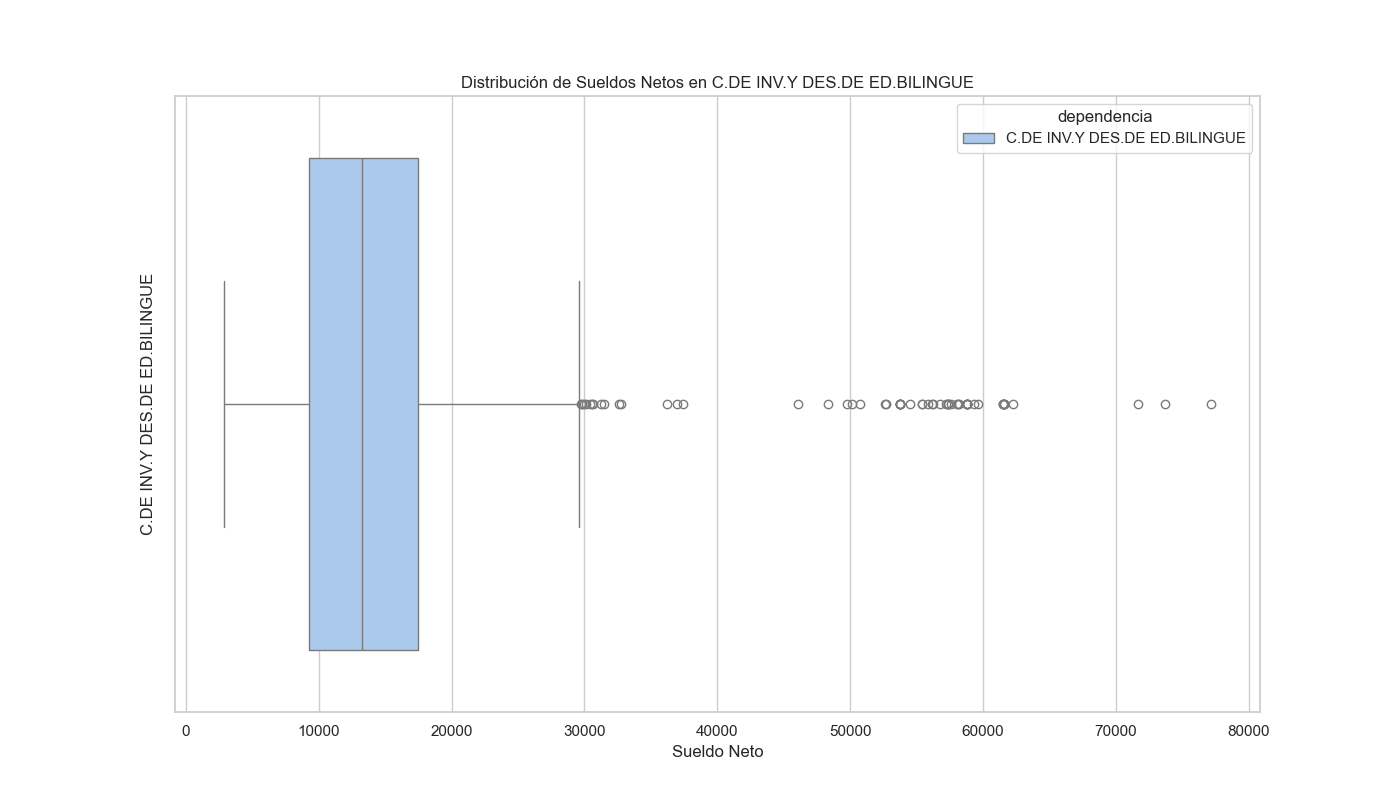 Distribución de Sueldos Netos en C.DE INV.Y DES.DE ED.BILINGUE
dependencia
C.DE INV.Y DES.DE ED.BILINGUE
C.DE INV.Y DES.DE ED.BILINGUE
0 10000 20000 30000 40000 50000 60000 70000 80000
Sueldo Neto